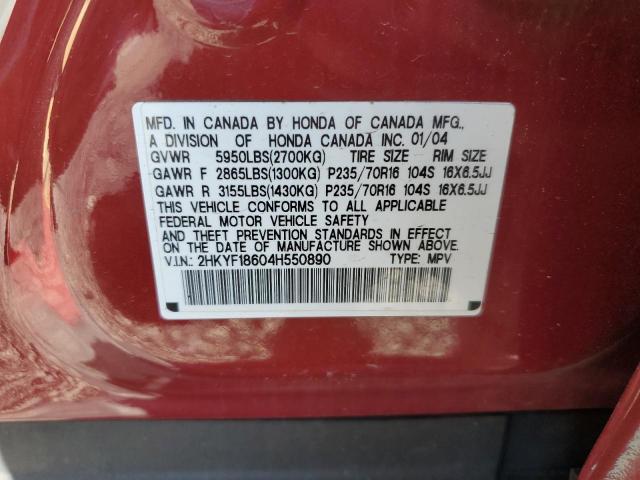 MFD. IN CANADA BY HONDA OF CANADA MFG.,
A DIVISION OF HONDA CANADA INC. 01/04
GVWR 5950LBS(2700KG) TIRE SIZE RIM SIZE
GAWR F 2865LBS(1300KG) P235/70R16 104S 16X6.5JJ
GAWR R 3155LBS(1430KG) P235/70R16 104S 16X6.5JJ
THIS VEHICLE CONFORMS TO ALL APPLICABLE
FEDERAL MOTOR VEHICLE SAFETY
AND THEFT PREVENTION STANDARDS IN EFFECT
ON THE DATE OF MANUFACTURE SHOWN ABOVE.
V.I.N.: 2HKYF18604H550890 TYPE: MPV